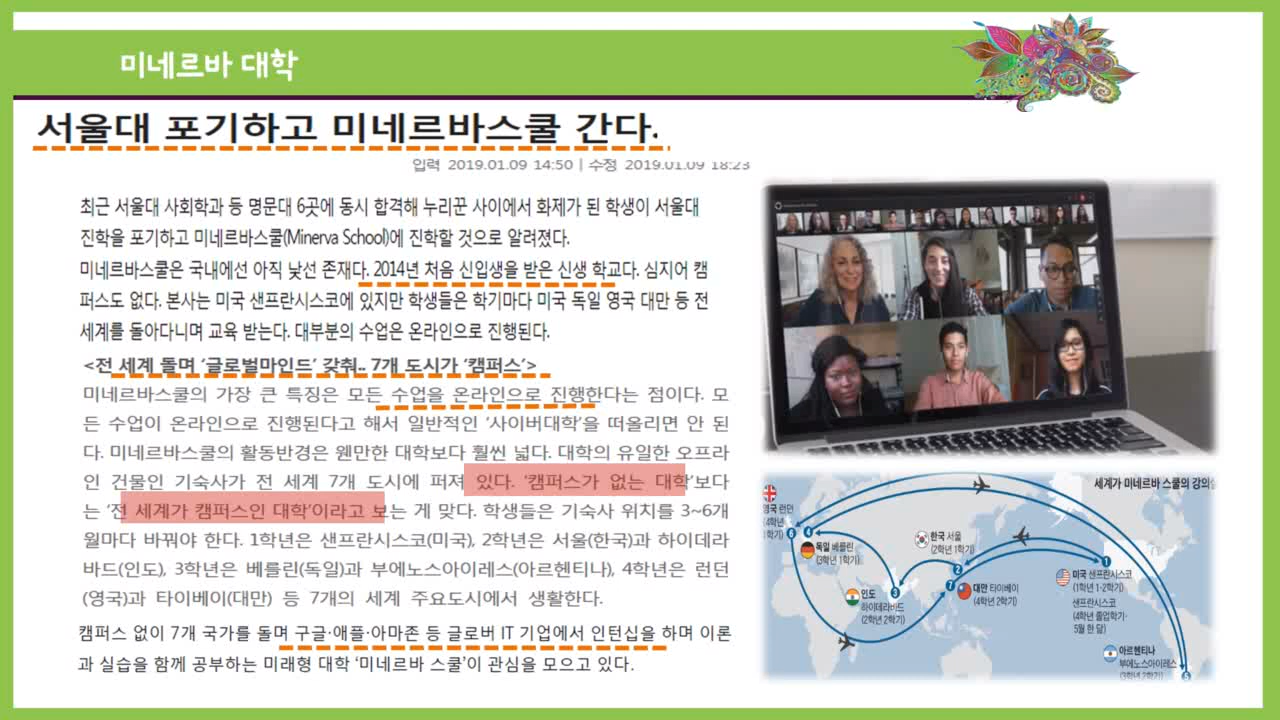 미네르바 대학
서울대 포기하고 미네르바스쿨 간다.
입력 2019.01.09 14:50 | 수정 2019.01.09 18:23
최근 서울대 사회학과 등 명문대 6곳에 동시 합격해 누리꾼 사이에서 화제가 된 학생이 서울대
진학을 포기하고 미네르바스쿨(Minerva School)에 진학할 것으로 알려졌다.
미네르바스쿨은 국내에선 아직 낯선 존재다. 2014년 처음 신입생을 받은 신생 학교다. 심지어 캠
퍼스도 없다. 본사는 미국 샌프란시스코에 있지만 학생들은 학기마다 미국 독일 영국 대만 등 전
세계를 돌아다니며 교육 받는다. 대부분의 수업은 온라인으로 진행된다.
<전 세계 돌며 '글로벌마인드' 갖춰.. 7개 도시가 '캠퍼스'>
미네르바스쿨의 가장 큰 특징은 모든 수업을 온라인으로 진행한다는 점이다. 모
든 수업이 온라인으로 진행된다고 해서 일반적인 '사이버대학'을 떠올리면 안 된
다. 미네르바스쿨의 활동반경은 웬만한 대학보다 훨씬 넓다. 대학의 유일한 오프라
인 건물인 기숙사가 전 세계 7개 도시에 퍼져 있다. '캠퍼스가 없는 대학'보다
는 '전 세계가 캠퍼스인 대학'이라고 보는 게 맞다. 학생들은 기숙사 위치를 3~6개
월마다 바꿔야 한다. 1학년은 샌프란시스코(미국), 2학년은 서울(한국)과 하이데라
바드(인도), 3학년은 베를린(독일)과 부에노스아이레스(아르헨티나), 4학년은 런던
(영국)과 타이베이(대만) 등 7개의 세계 주요도시에서 생활한다.
캠퍼스 없이 7개 국가를 돌며 구글·애플·아마존 등 글로버 IT 기업에서 인턴십을 하며 이론
과 실습을 함께 공부하는 미래형 대학 '미네르바 스쿨'이 관심을 모으고 있다.
세계가 미네르바 스쿨의 강의실
영국 런던
(4학년
1학기)
6
4
독일 베를린
(3학년 1학기)
한국 서울
(2학년 1학기)
2
7
대만 타이베이
(4학년 2학기)
인도
하이데라바드
(2학년 2학기)
3
1
미국 샌프란시스코
(1학년 1·2학기)
샌프란시스코
(4학년 졸업학기·
5월 한 달)
아르헨티나
부에노스아이레스
(3학년 2학기)
5